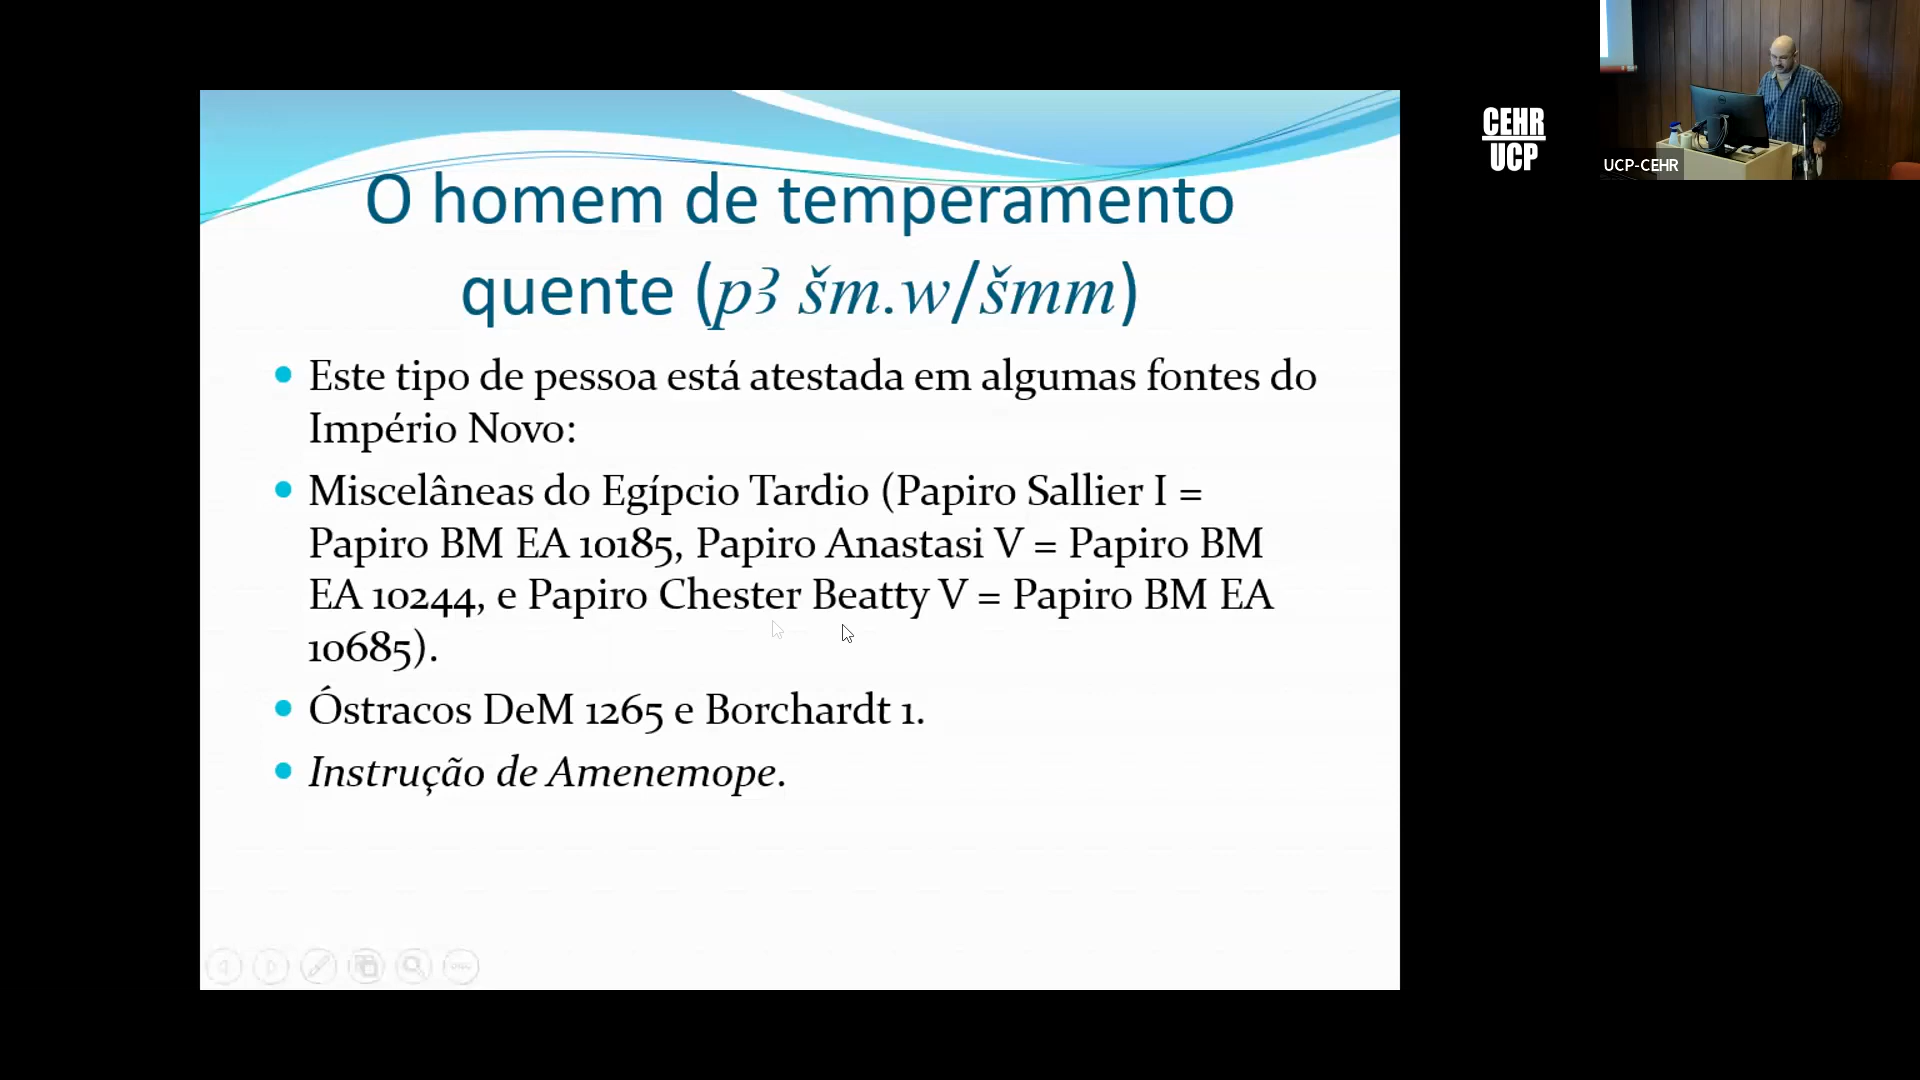 O homem de temperamento
quente (pꜣ šm.w/šmm)
Este tipo de pessoa está atestada em algumas fontes do
Império Novo:
Miscelâneas do Egípcio Tardio (Papiro Sallier I =
Papiro BM EA 10185, Papiro Anastasi V = Papiro BM
EA 10244, e Papiro Chester Beatty V = Papiro BM EA
10685).
Óstracos DeM 1265 e Borchardt 1.
Instrução de Amenemope.
CEHR
UCP
UCP-CEHR